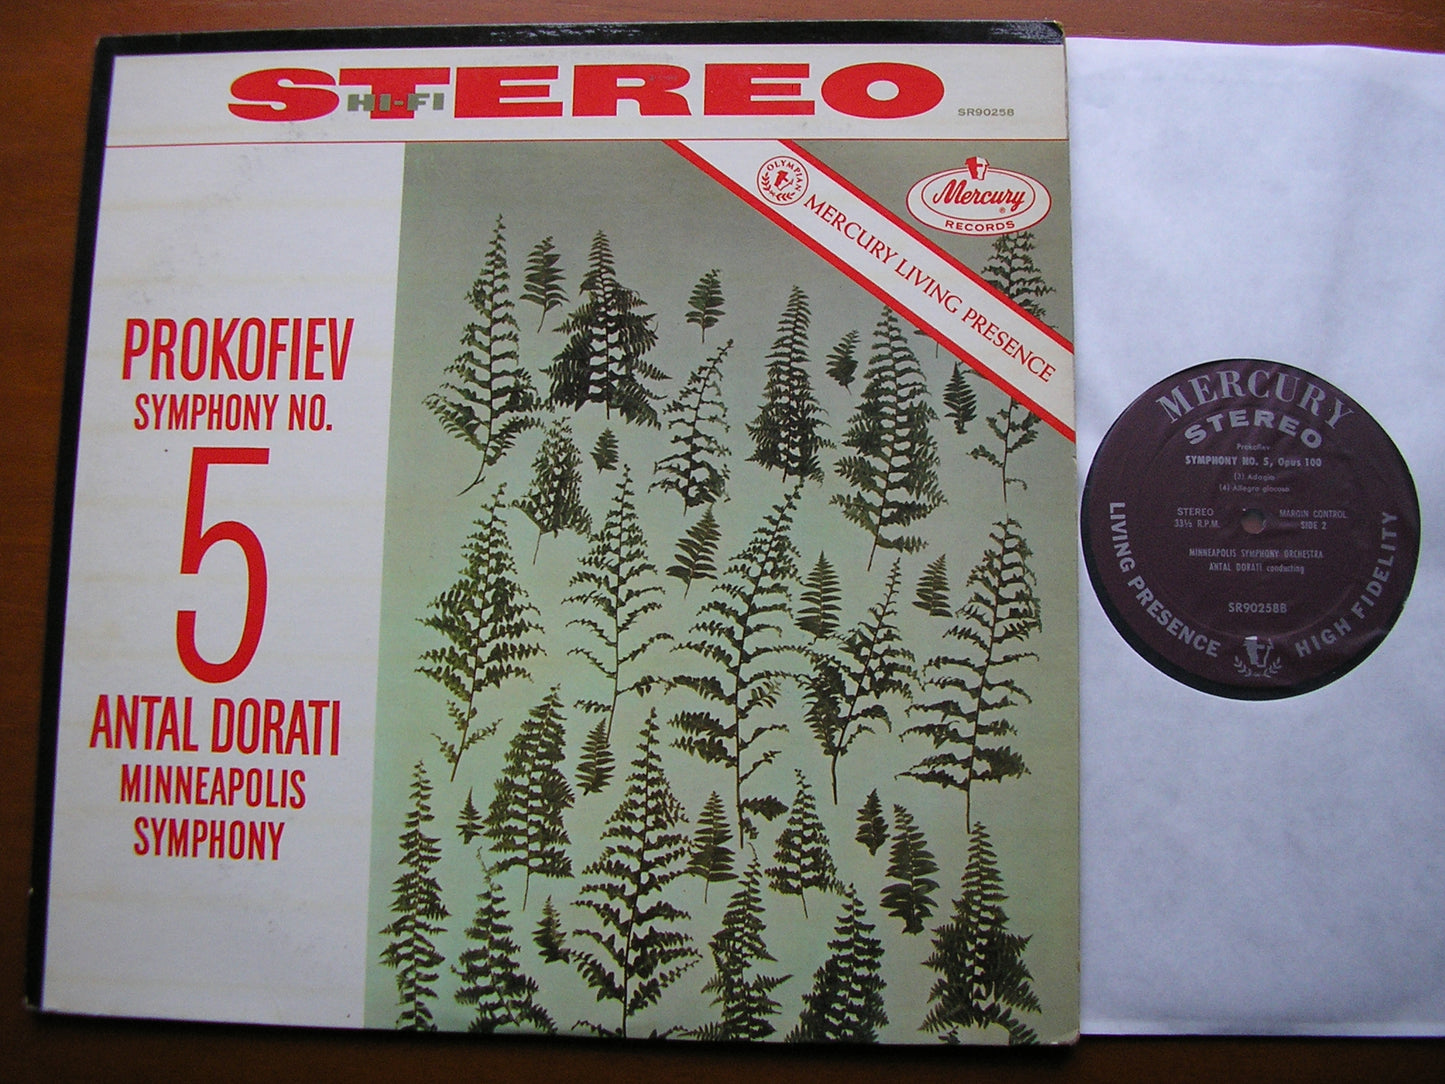 STEREO
HI-FI
SR90258
OLYMPIAN
MERCURY LIVING PRESENCE
Mercury
®
RECORDS
PROKOFIEV
SYMPHONY NO.
5
ANTAL DORATI
MINNEAPOLIS
SYMPHONY
MERCURY
STEREO
Prokofiev
SYMPHONY NO. 5, Opus 100
(3) Adagio
(4) Allegro giocoso
STEREO
33⅓ R.P.M.
MARGIN CONTROL
SIDE 2
MINNEAPOLIS SYMPHONY ORCHESTRA
ANTAL DORATI conducting
SR90258B
LIVING PRESENCE
HIGH FIDELITY